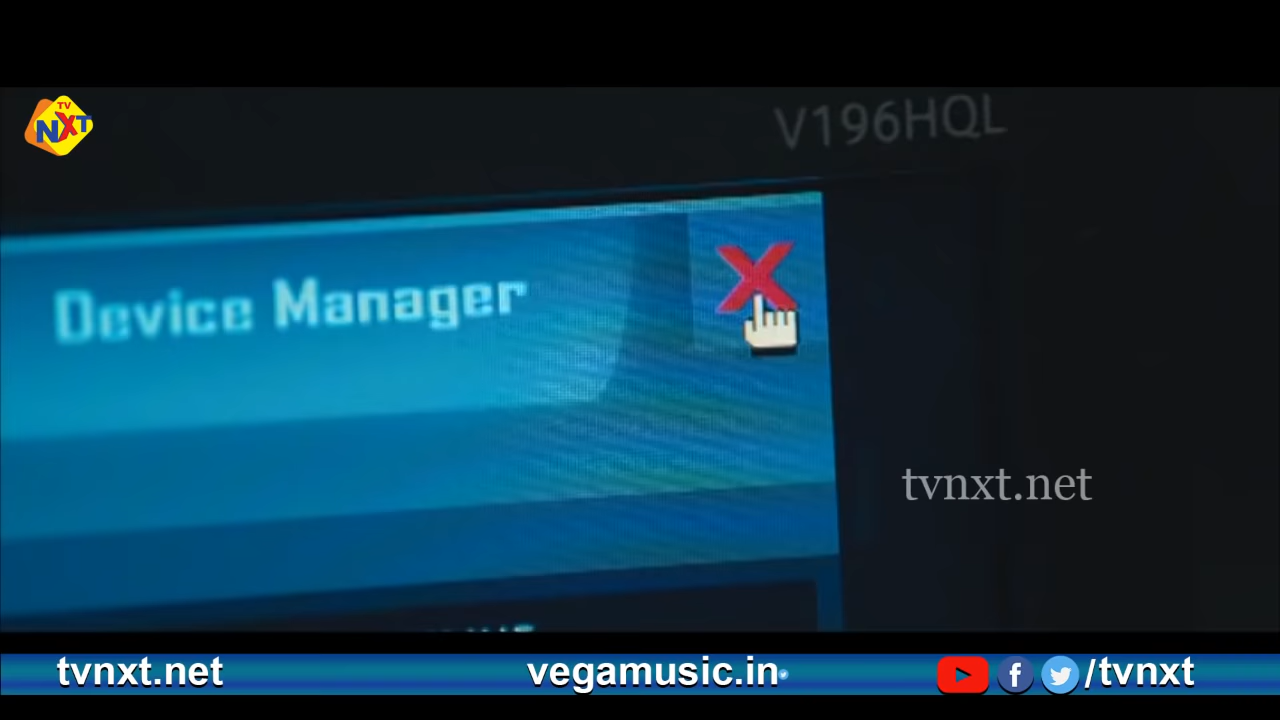 TV
NXT
V196HQL
Device Manager
tvnxt.net
tvnxt.net
vegamusic.in
/tvnxt